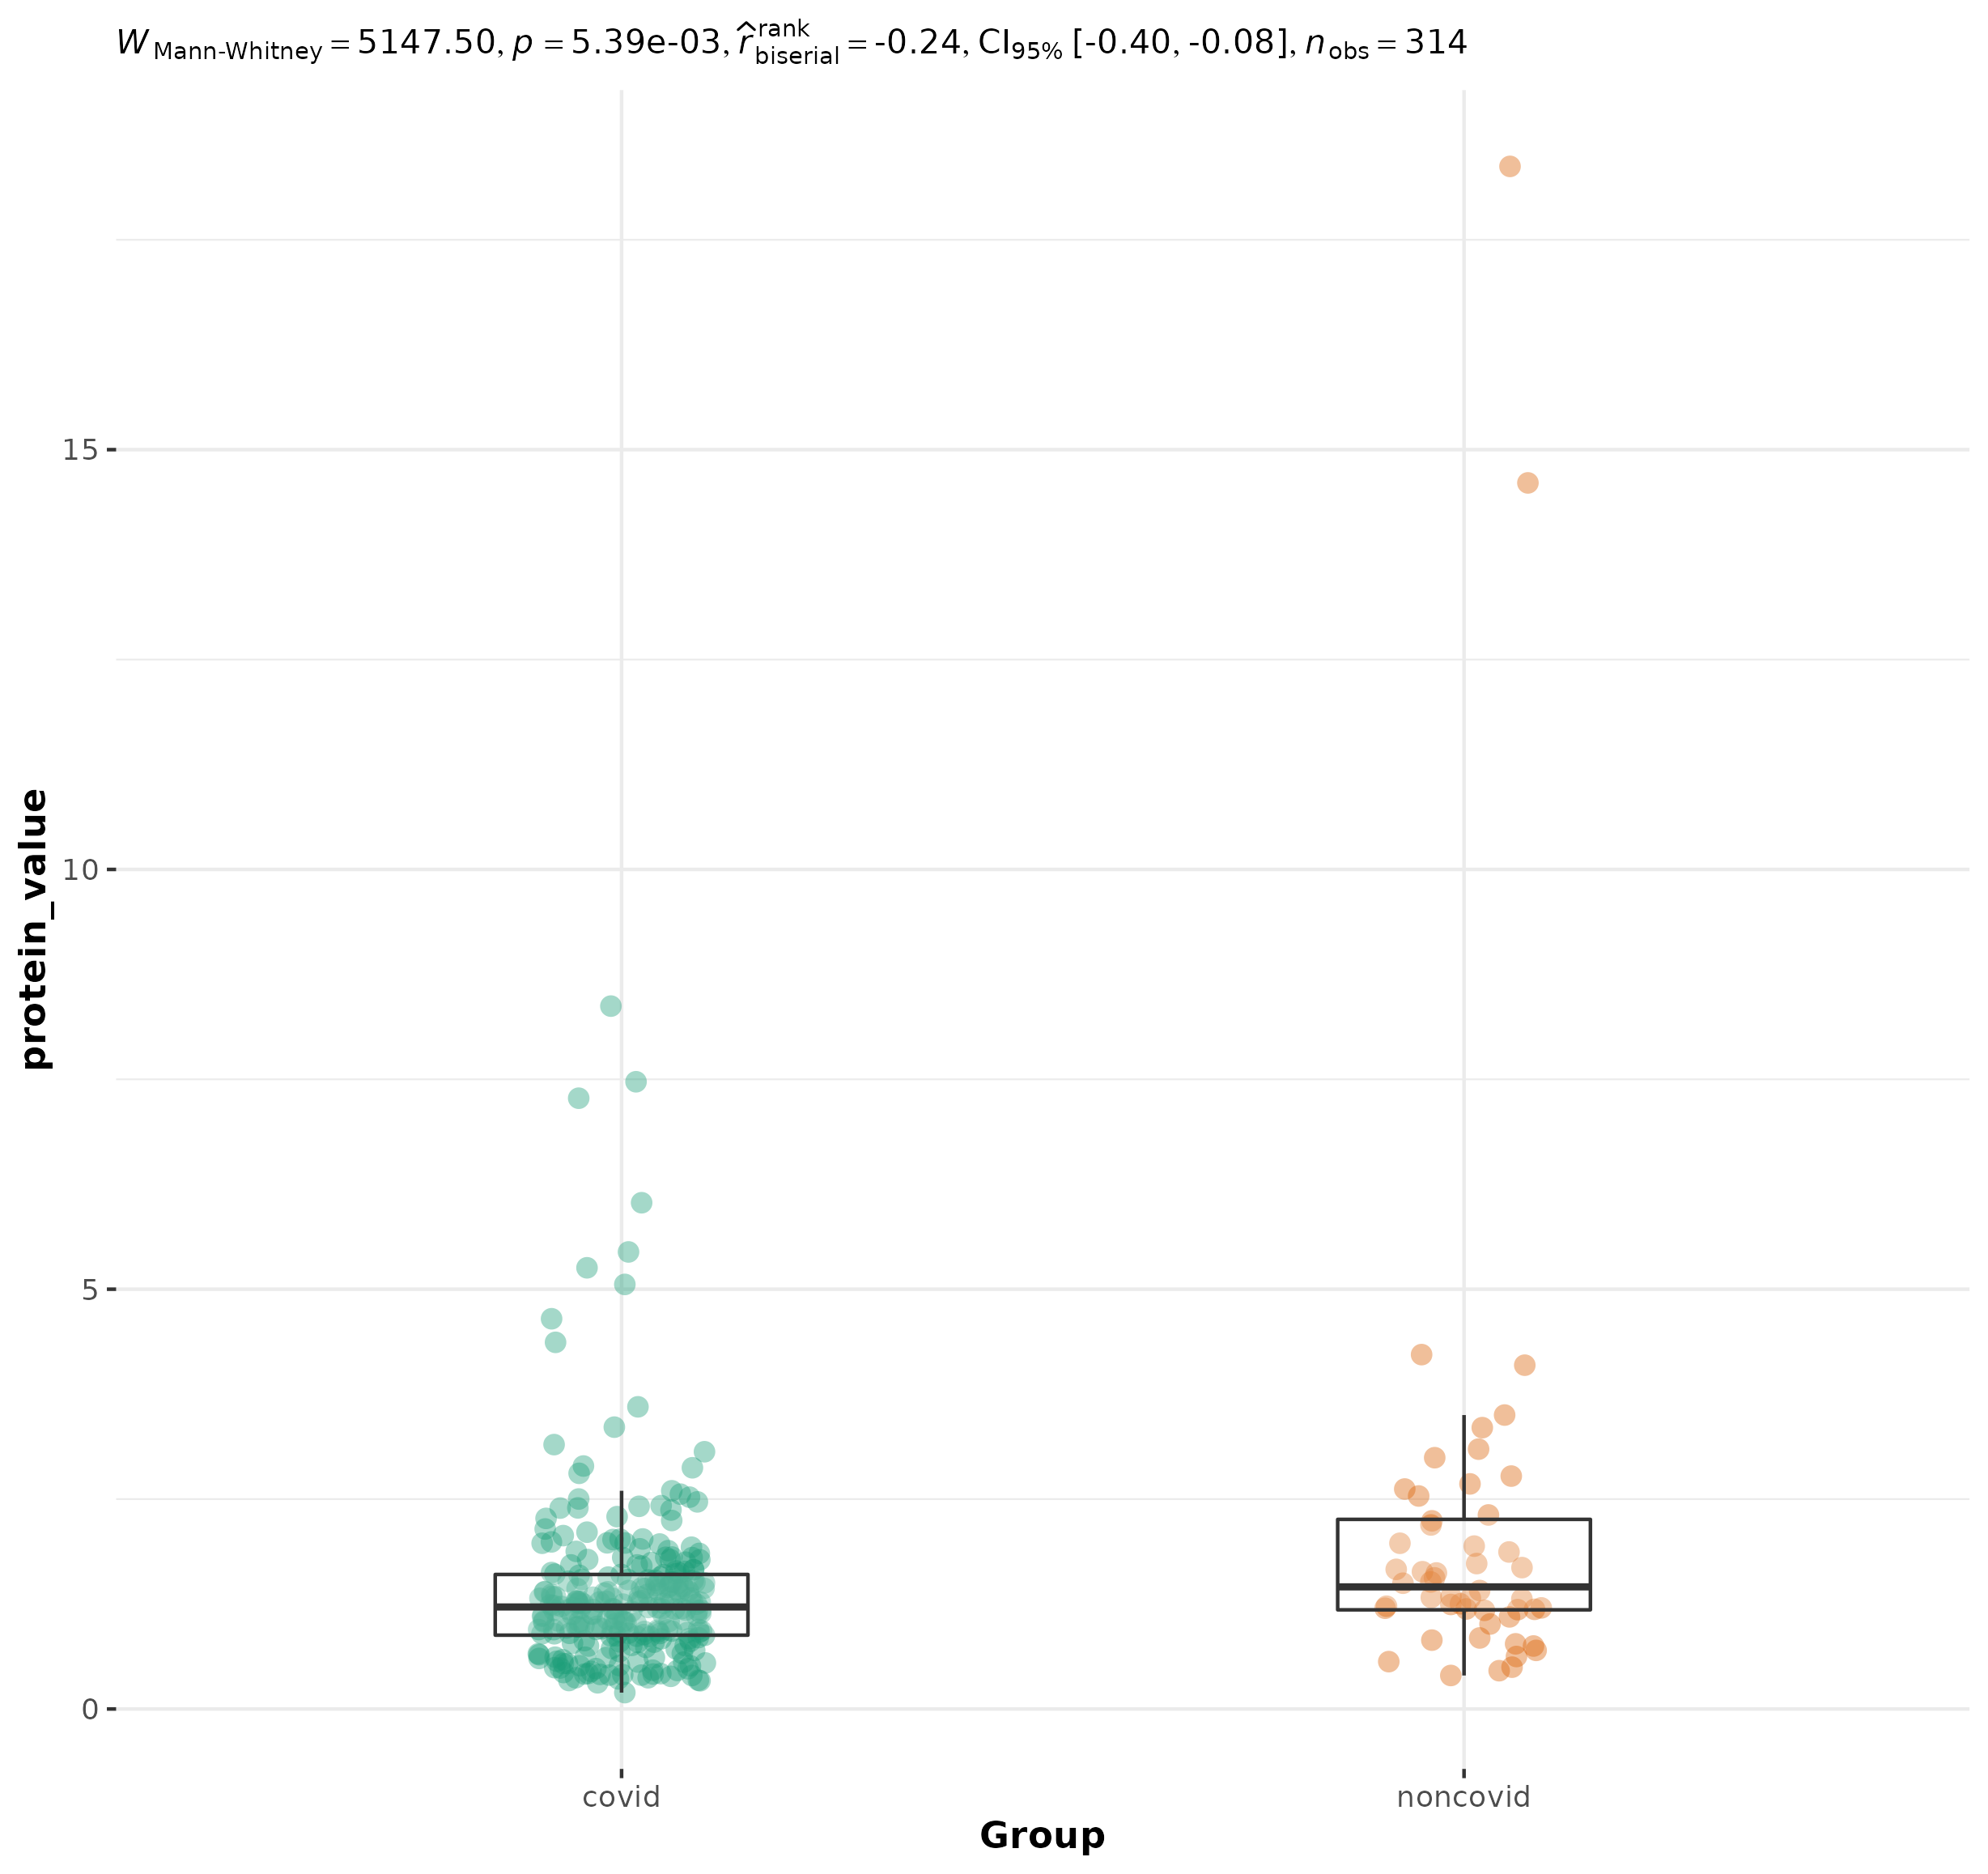 W Mann-Whitney = 5147.50, p = 5.39e-03, r̂ rank biserial = -0.24, CI95% [-0.40, -0.08], n obs = 314
15
10
5
0
protein_value
covid
noncovid
Group